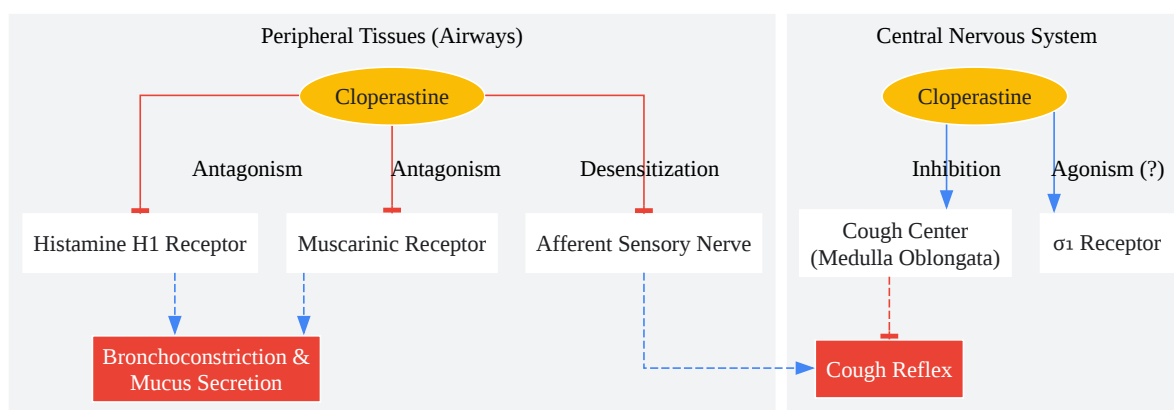 Peripheral Tissues (Airways)
Central Nervous System
Cloperastine
Cloperastine
Antagonism
Antagonism
Desensitization
Inhibition
Agonism (?)
Histamine H1 Receptor
Muscarinic Receptor
Afferent Sensory Nerve
Cough Center
(Medulla Oblongata)
σ1 Receptor
Bronchoconstriction &
Mucus Secretion
Cough Reflex